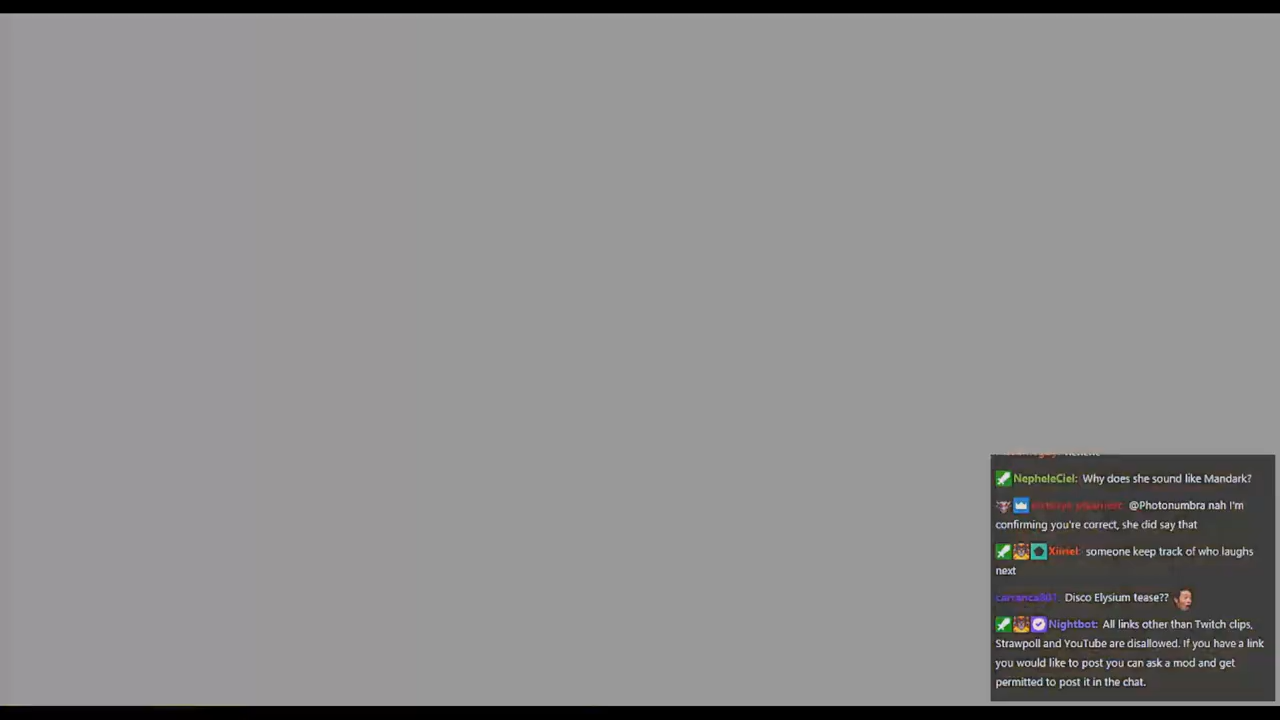 NepheleCiel: Why does she sound like Mandark?
@Photonumbra nah I'm
confirming you're correct, she did say that
Xiiriel: someone keep track of who laughs
next
Disco Elysium tease??
Nightbot: All links other than Twitch clips,
Strawpoll and YouTube are disallowed. If you have a link
you would like to post you can ask a mod and get
permitted to post it in the chat.